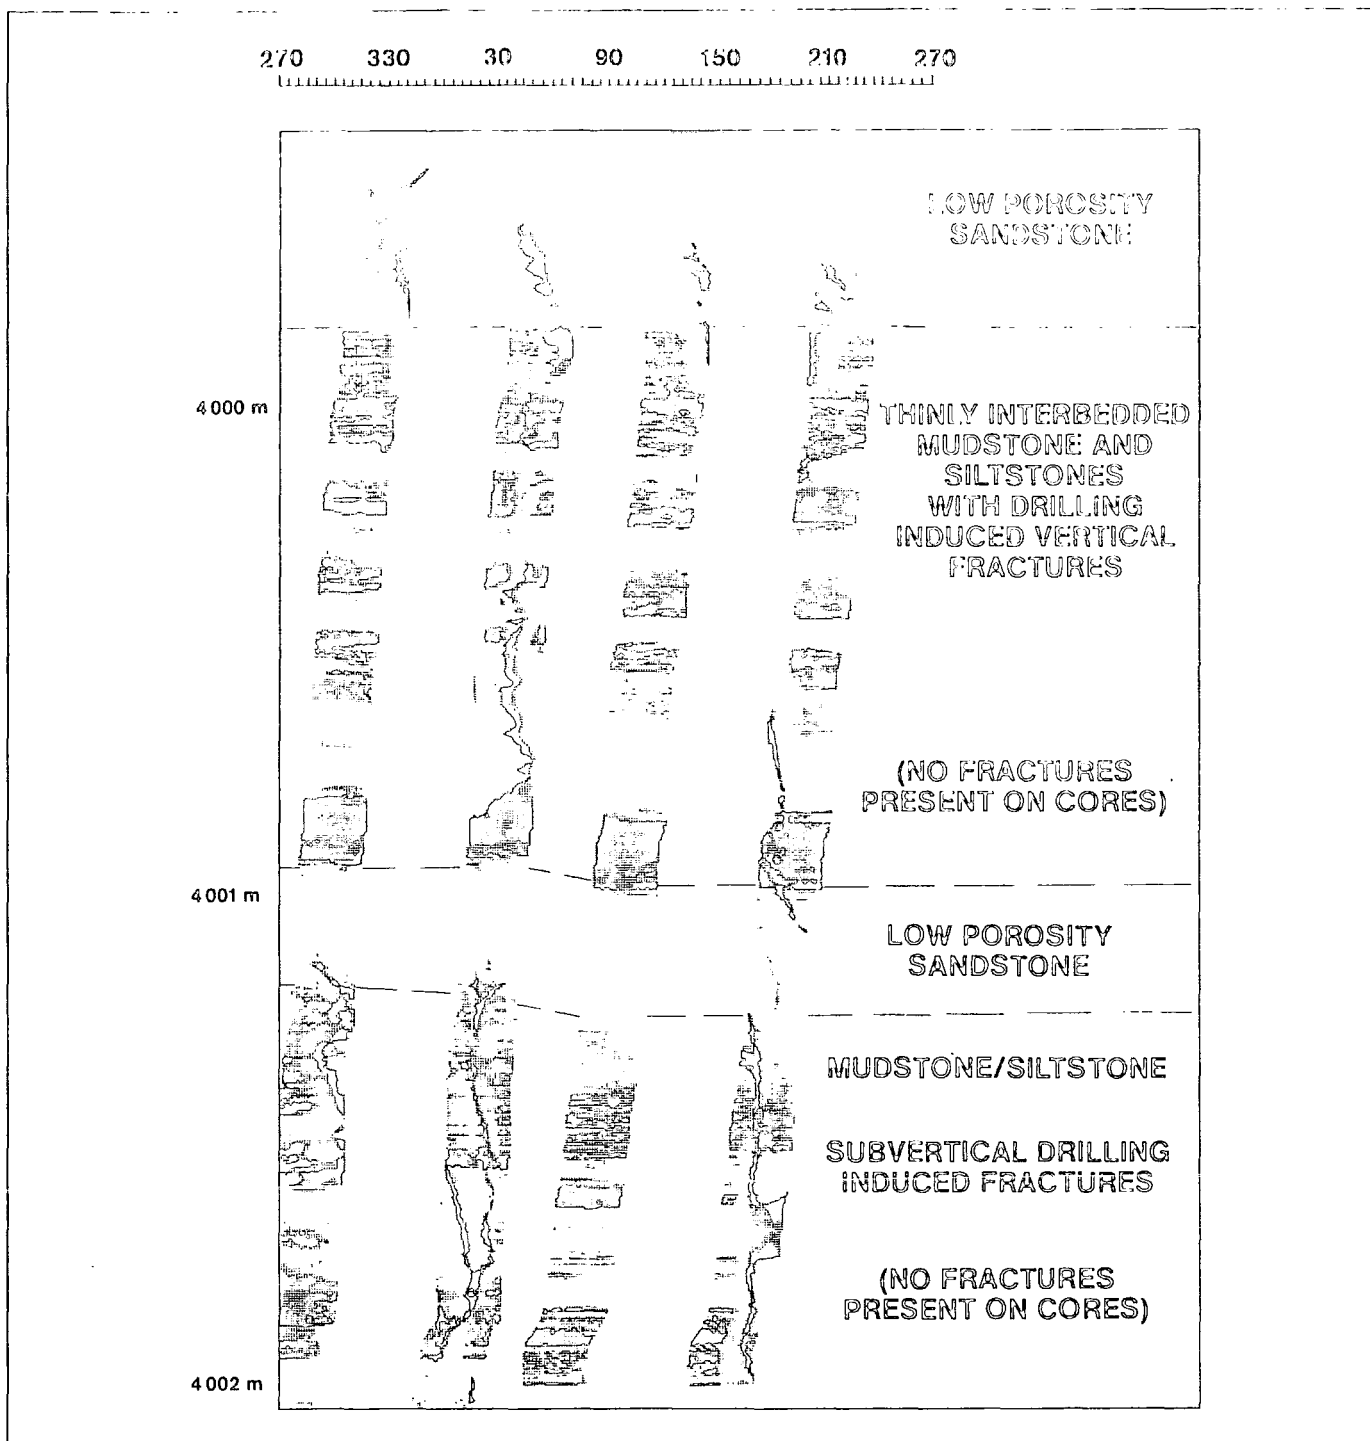 270 330 30 90 150 210 270
LOW POROSITY
SANDSTONE
4000 m
THINLY INTERBEDDED
MUDSTONE AND
SILTSTONES
WITH DRILLING
INDUCED VERTICAL
FRACTURES
(NO FRACTURES
PRESENT ON CORES)
4001 m
LOW POROSITY
SANDSTONE
MUDSTONE/SILTSTONE
SUBVERTICAL DRILLING
INDUCED FRACTURES
(NO FRACTURES
PRESENT ON CORES)
4002 m